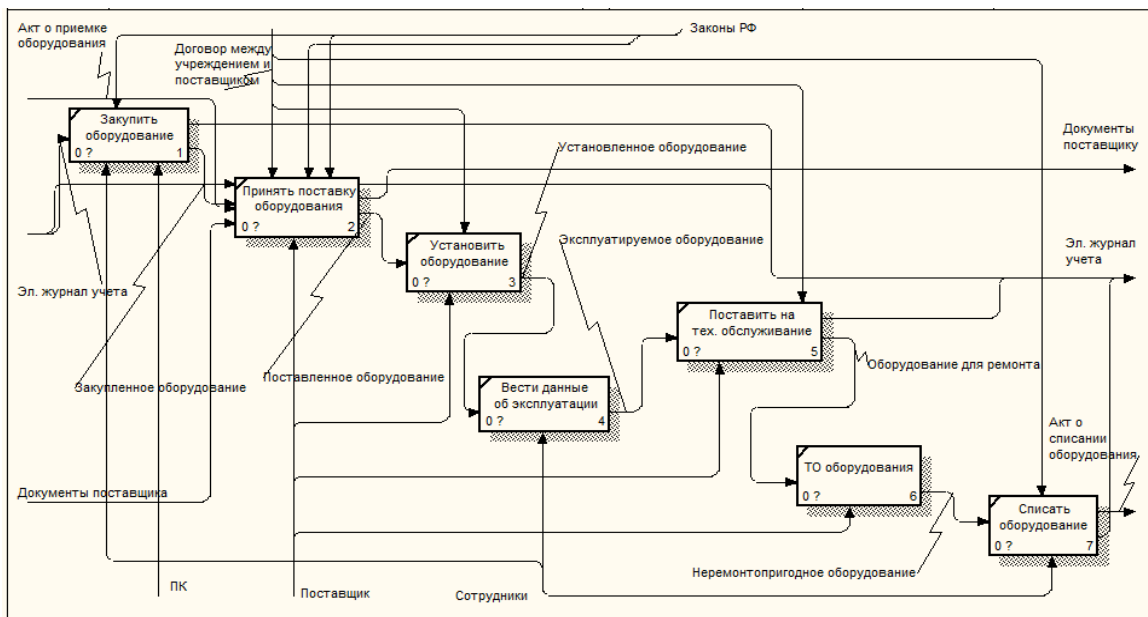 Акт о приемке
оборудования
Законы РФ
Договор между
учреждением и
поставщиком
Закупить
оборудование
0 ? 1
Документы
поставщику
Установленное оборудование
Принять поставку
оборудования
0 ? 2
Эксплуатируемое оборудование
Установить
оборудование
0 ? 3
Эл. журнал
учета
Эл. журнал учета
Поставить на
тех. обслуживание
0 ? 5
Оборудование для ремонта
Закупленное оборудование
Поставленное оборудование
Вести данные
об эксплуатации
0 ? 4
Акт о
списании
оборудования
ТО оборудования
0 ? 6
Документы поставщика
Списать
оборудование
0 ? 7
Неремонтопригодное оборудование
ПК
Поставщик
Сотрудники